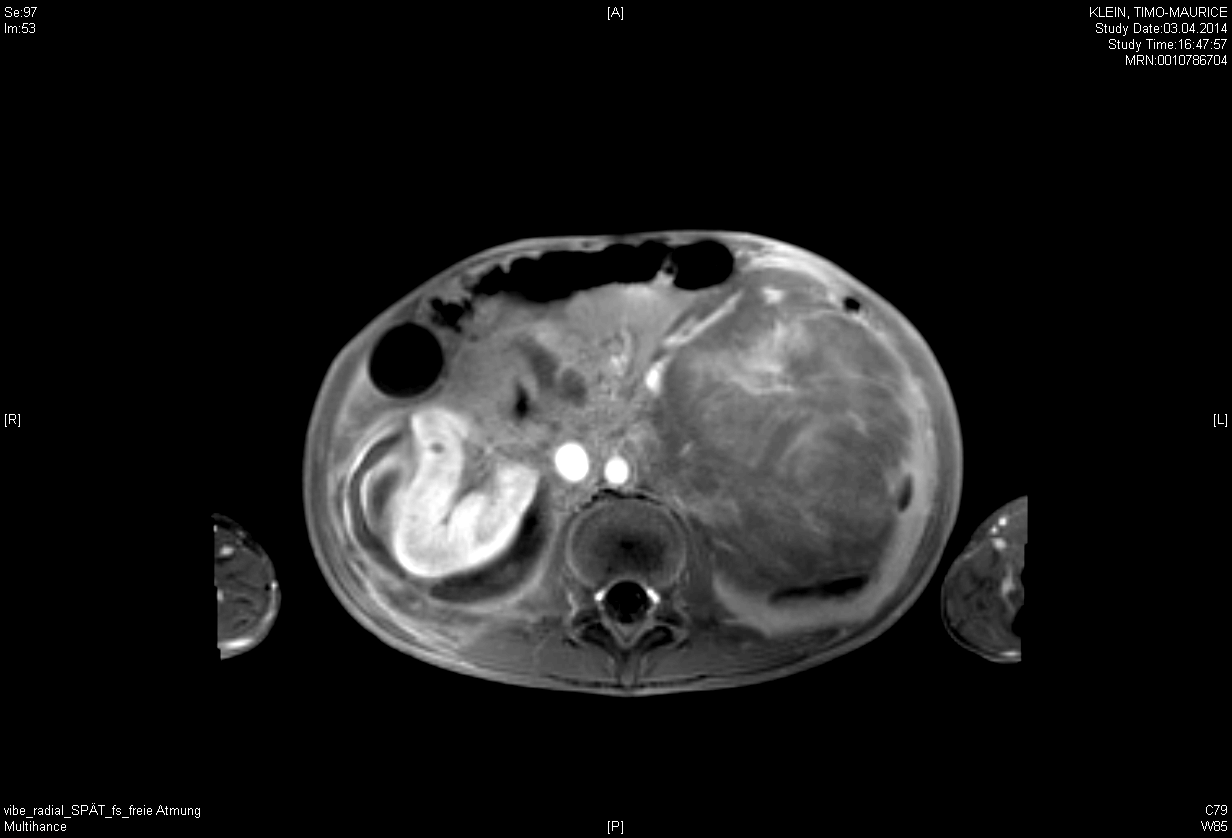 Se:97
Im:53
[A]
KLEIN, TIMO-MAURICE
Study Date:03.04.2014
Study Time:16:47:57
MRN:0010786704
[R]
[L]
vibe_radial_SPÄT_fs_freie Atmung
Multihance
[P]
C79
W85